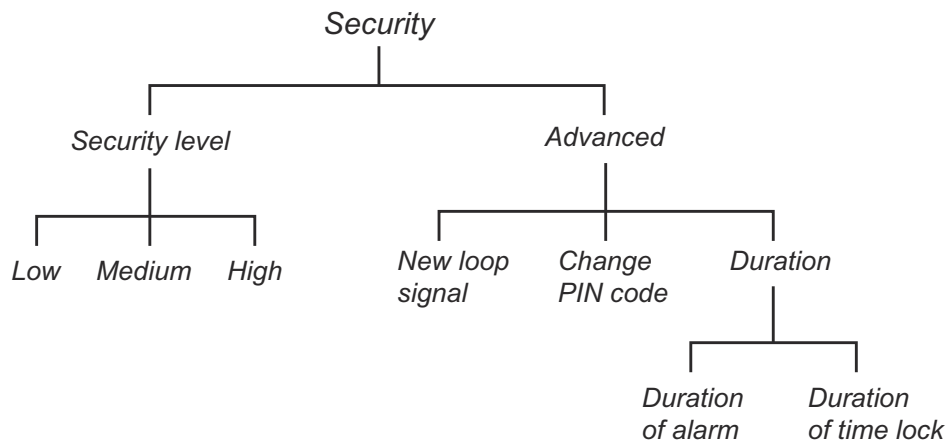 Security
Security level
Advanced
Low
Medium
High
New loop
signal
Change
PIN code
Duration
Duration
of alarm
Duration
of time lock